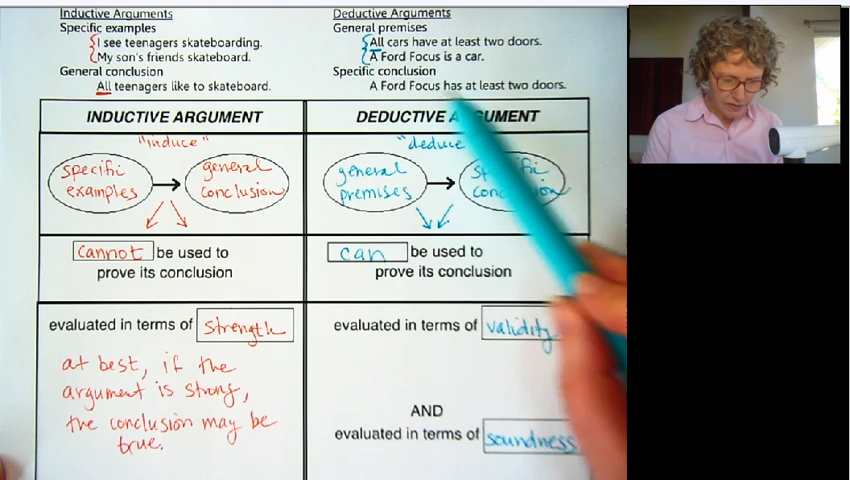 Inductive Arguments
Specific examples
I see teenagers skateboarding.
My son's friends skateboard.
General conclusion
All teenagers like to skateboard.
Deductive Arguments
General premises
All cars have at least two doors.
A Ford Focus is a car.
Specific conclusion
A Ford Focus has at least two doors.
INDUCTIVE ARGUMENT
"induce"
specific
examples
general
conclusion
cannot be used to
prove its conclusion
evaluated in terms of strength
at best, if the
argument is strong,
the conclusion may be
true.
DEDUCTIVE ARGUMENT
"deduce
general
premises
specific
conclusion
can be used to
prove its conclusion
evaluated in terms of validity
AND
evaluated in terms of soundness